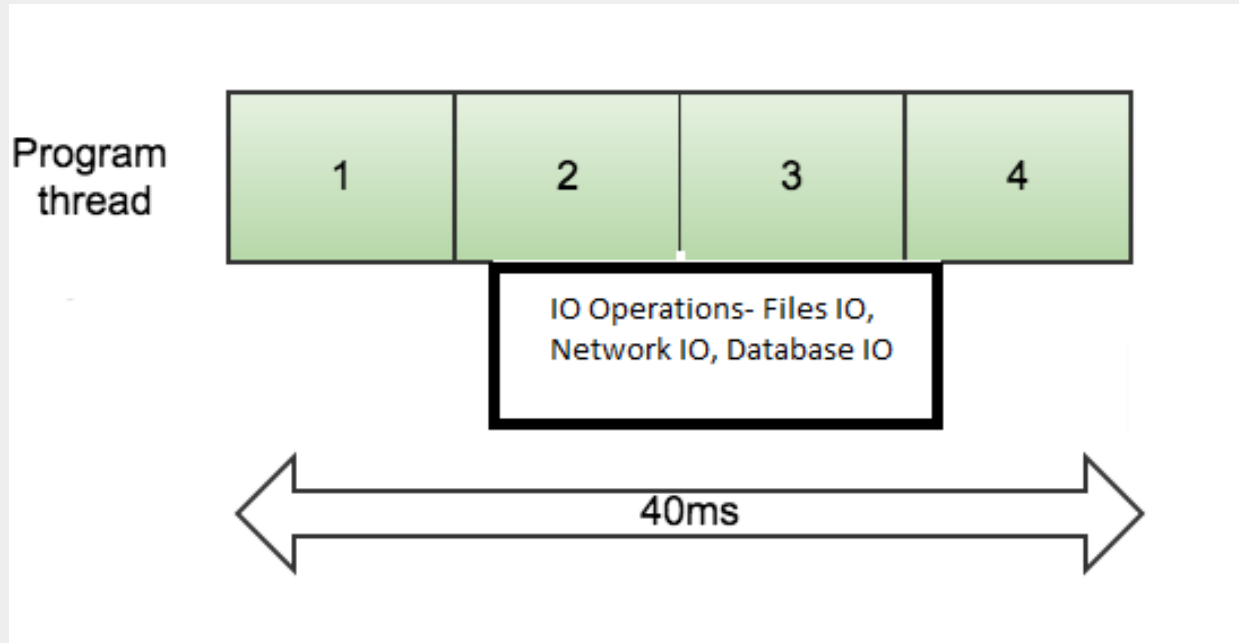 Program
thread
1
2
3
4
IO Operations- Files IO,
Network IO, Database IO
40ms